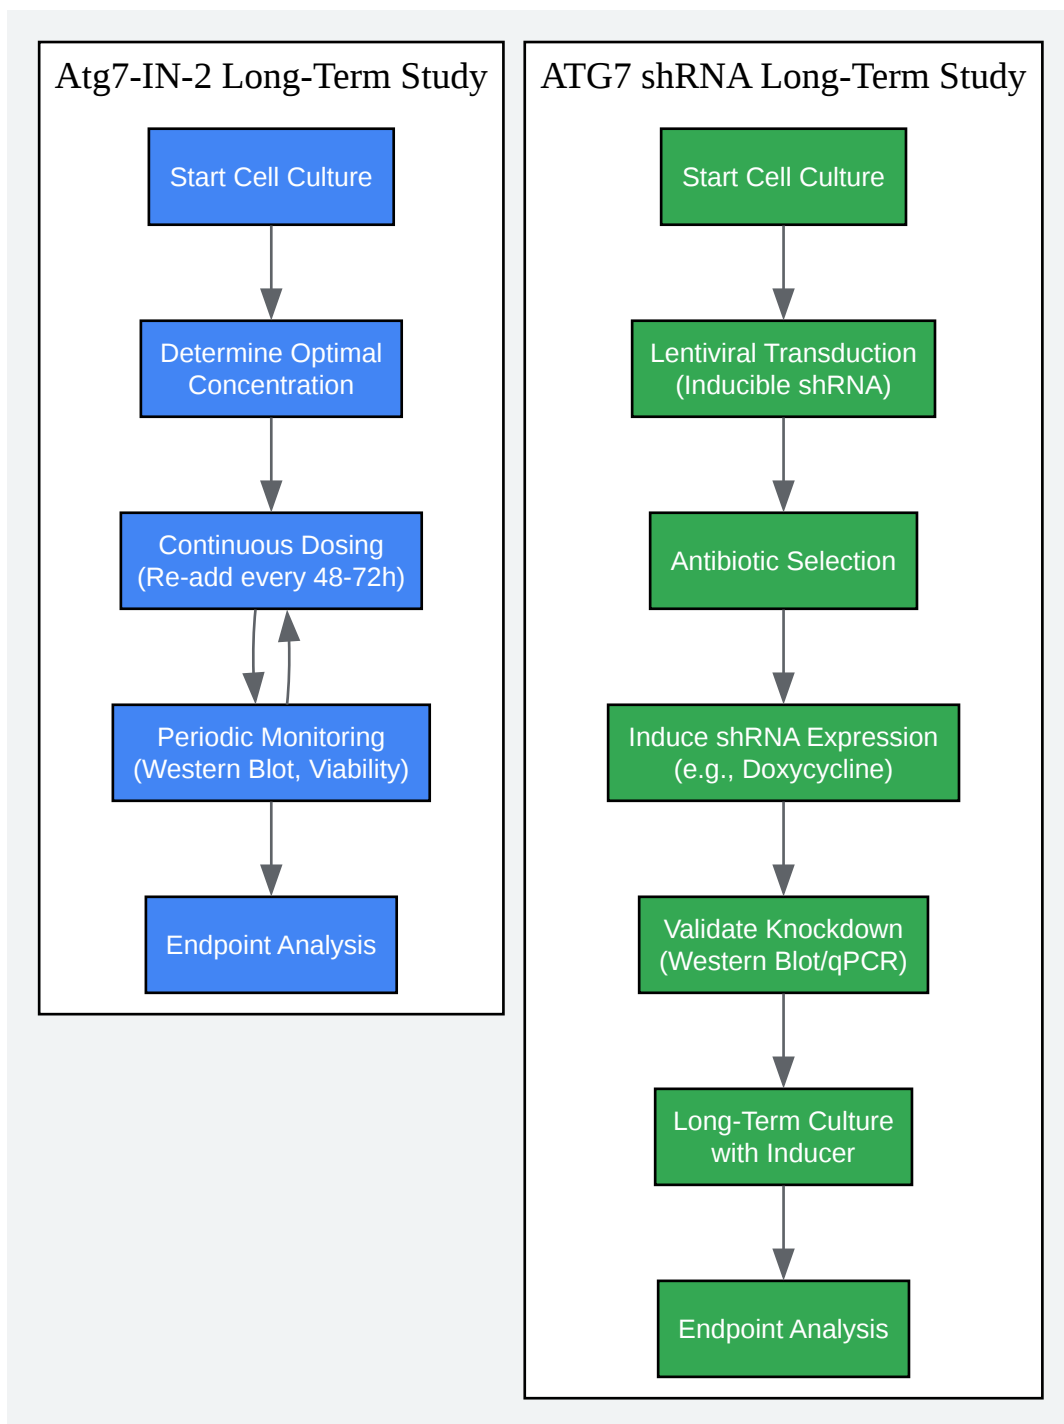 Atg7-IN-2 Long-Term Study
Start Cell Culture
Determine Optimal
Concentration
Continuous Dosing
(Re-add every 48-72h)
Periodic Monitoring
(Western Blot, Viability)
Endpoint Analysis
ATG7 shRNA Long-Term Study
Start Cell Culture
Lentiviral Transduction
(Inducible shRNA)
Antibiotic Selection
Induce shRNA Expression
(e.g., Doxycycline)
Validate Knockdown
(Western Blot/qPCR)
Long-Term Culture
with Inducer
Endpoint Analysis